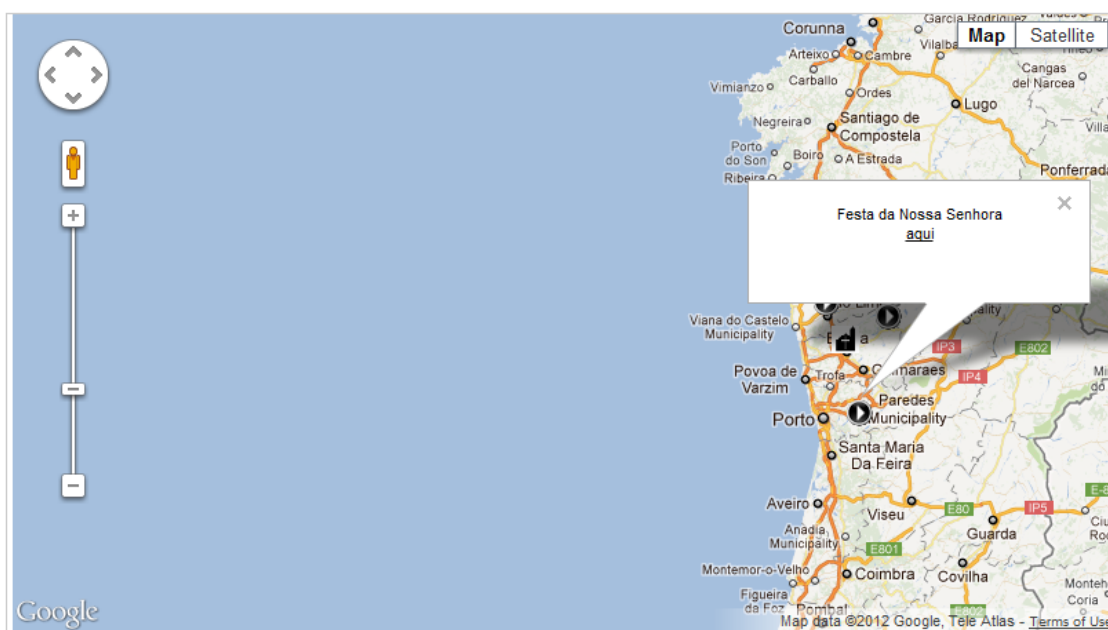 Corunna
Garcia Rodriguez
Map
Satellite
Arteixo
Cambre
Carballo
Cangas
del Narcea
Vimianzo
Ordes
Lugo
Negreira
Santiago de
Compostela
Porto
do Son
Boiro
A Estrada
Ribeira
Ponferrada
Festa da Nossa Senhora
aqui
Viana do Castelo
Municipality
IP3
E802
Povoa de
Varzim
Trofa
IP4
Paredes
Municipality
Porto
Santa Maria
Da Feira
Aveiro
Viseu
E80
IP5
Guarda
Anadia
Municipality
E801
Montemor-o-Velho
Coimbra
Covilha
Figueira
da Foz
Pombal
Coria
E802
Google
Map data ©2012 Google, Tele Atlas - Terms of Use